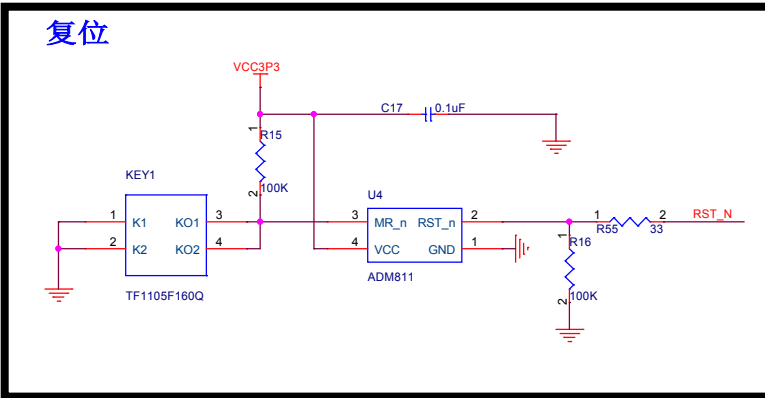 复位
VCC3P3
C17 0.1uF
1
R15
2
100K
KEY1
1 K1 KO1 3
2 K2 KO2 4
TF1105F160Q
U4
3 MR_n RST_n 2
4 VCC GND 1
ADM811
1 2 RST_N
R55 33
1
R16
2
100K